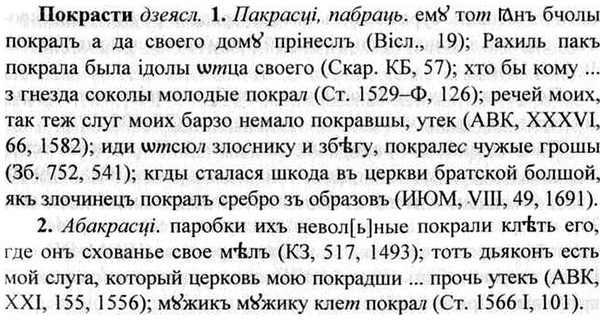 Покрасти дзеясл. 1. Пакрасці, пабраць. емꙋ тот Іанъ бчолы
покралъ а да своего домꙋ прінеслъ (Вісл., 19); Рахиль пакъ
покрала была ідолы ѡтца своего (Скар. КБ, 57); хто бы кому ...
з гнезда соколы молодые покрал (Ст. 1529–Ф, 126); речей моих,
так теж слуг моих барзо немало покравшы, утек (АВК, XXXVI,
66, 1582); иди ѡтсюл злоснику и збѣгу, покралес чужые грошы
(Зб. 752, 541); кгды сталася шкода въ церкви братской болшой,
якъ злочинец покралъ сребро зъ образовъ (ИЮМ, VIII, 49, 1691).
2. Абакрасці. паробки ихъ невол[ь]ные покрали клѣть его,
где онъ схованье свое мѣлъ (КЗ, 517, 1493); тотъ дьяконъ есть
мой слуга, который церковь мою покрадши ... прочь утекъ (АВК,
XXI, 155, 1556); мꙋжикъ мꙋжику клет покрал (Ст. 1566 I, 101).